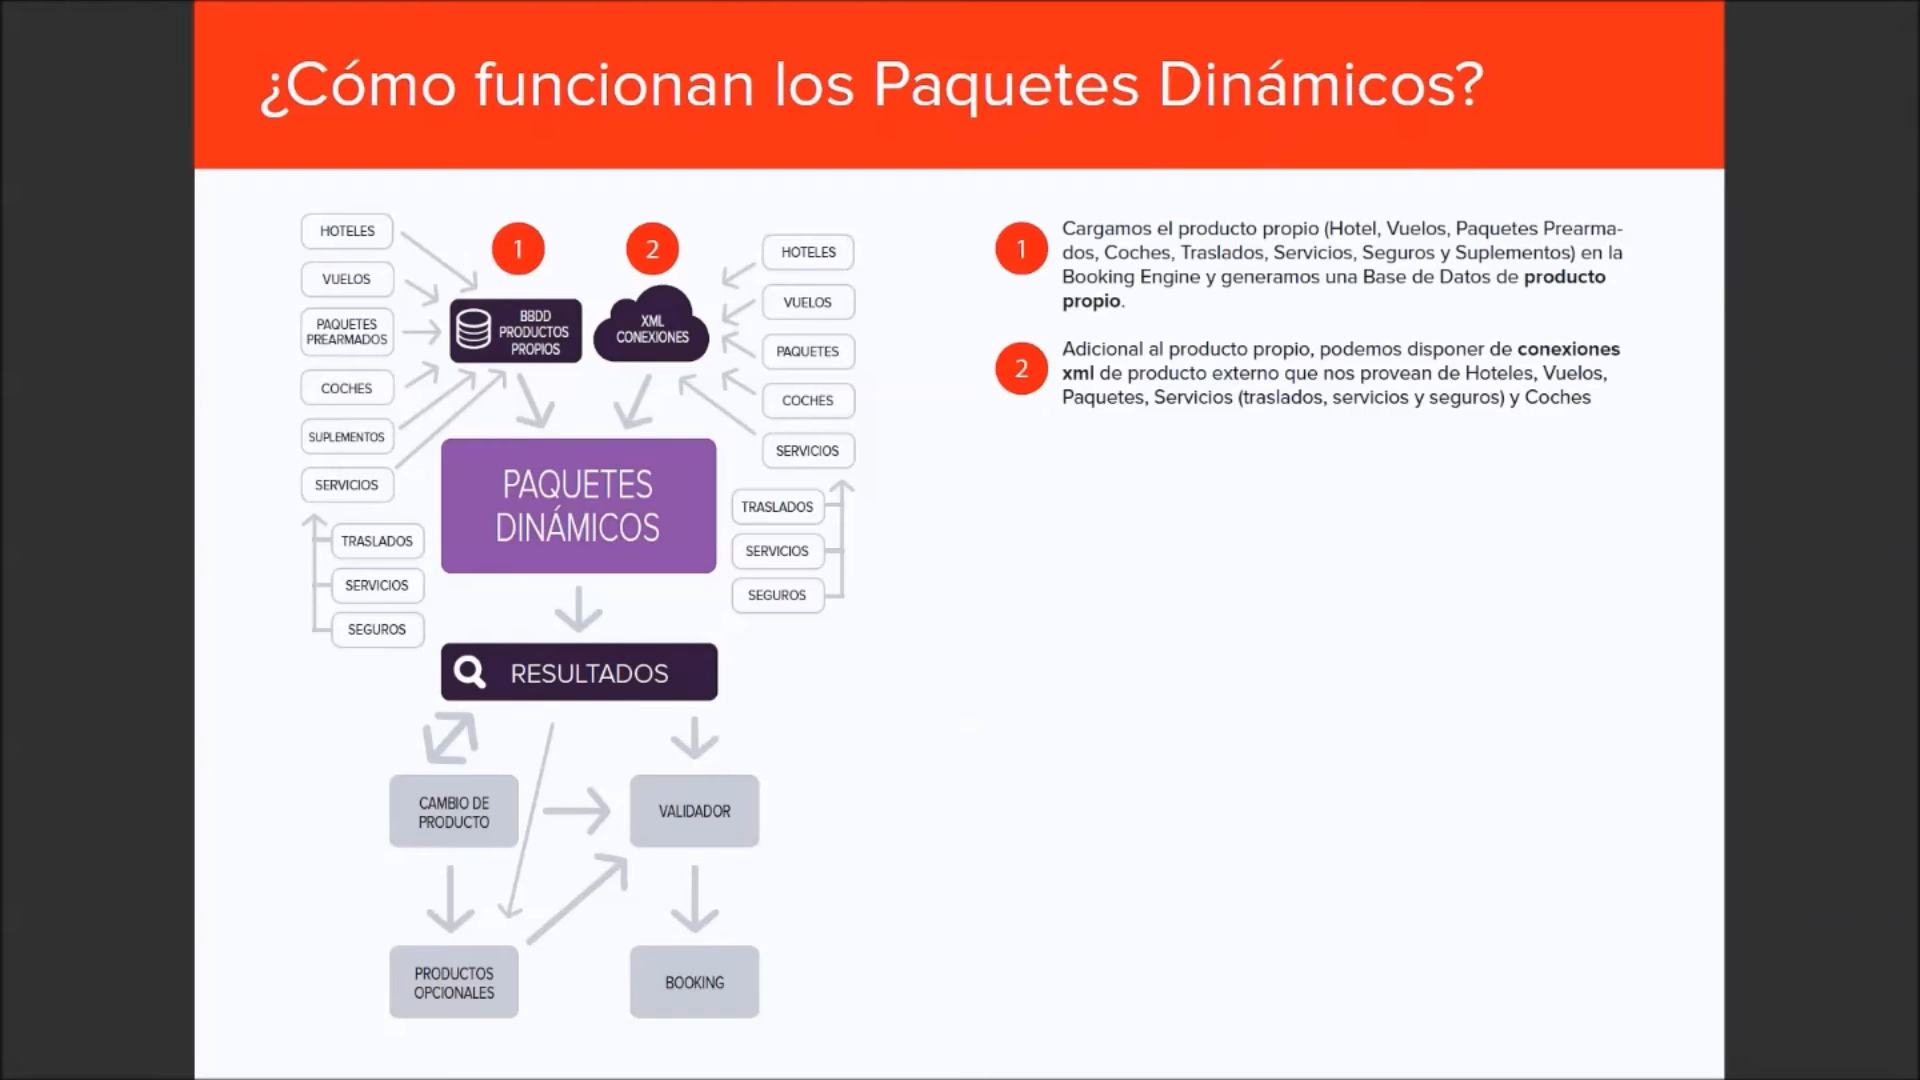 ¿Cómo funcionan los Paquetes Dinámicos?
HOTELES
VUELOS
PAQUETES
PREARMADOS
COCHES
SUPLEMENTOS
SERVICIOS
TRASLADOS
SERVICIOS
SEGUROS
1
2
BBDD
PRODUCTOS
PROPIOS
XML
CONEXIONES
HOTELES
VUELOS
PAQUETES
COCHES
SERVICIOS
TRASLADOS
SERVICIOS
SEGUROS
PAQUETES
DINÁMICOS
RESULTADOS
CAMBIO DE
PRODUCTO
VALIDADOR
PRODUCTOS
OPCIONALES
BOOKING
1
Cargamos el producto propio (Hotel, Vuelos, Paquetes Prearma-
dos, Coches, Traslados, Servicios, Seguros y Suplementos) en la
Booking Engine y generamos una Base de Datos de producto
propio.
2
Adicional al producto propio, podemos disponer de conexiones
xml de producto externo que nos provean de Hoteles, Vuelos,
Paquetes, Servicios (traslados, servicios y seguros) y Coches